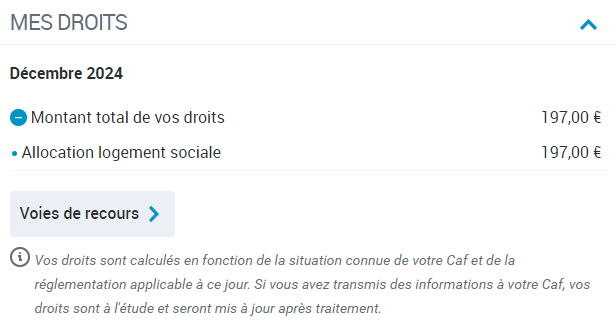 MES DROITS
Décembre 2024
Montant total de vos droits 197,00 €
Allocation logement sociale 197,00 €
Voies de recours
Vos droits sont calculés en fonction de la situation connue de votre Caf et de la
réglementation applicable à ce jour. Si vous avez transmis des informations à votre Caf, vos
droits sont à l'étude et seront mis à jour après traitement.